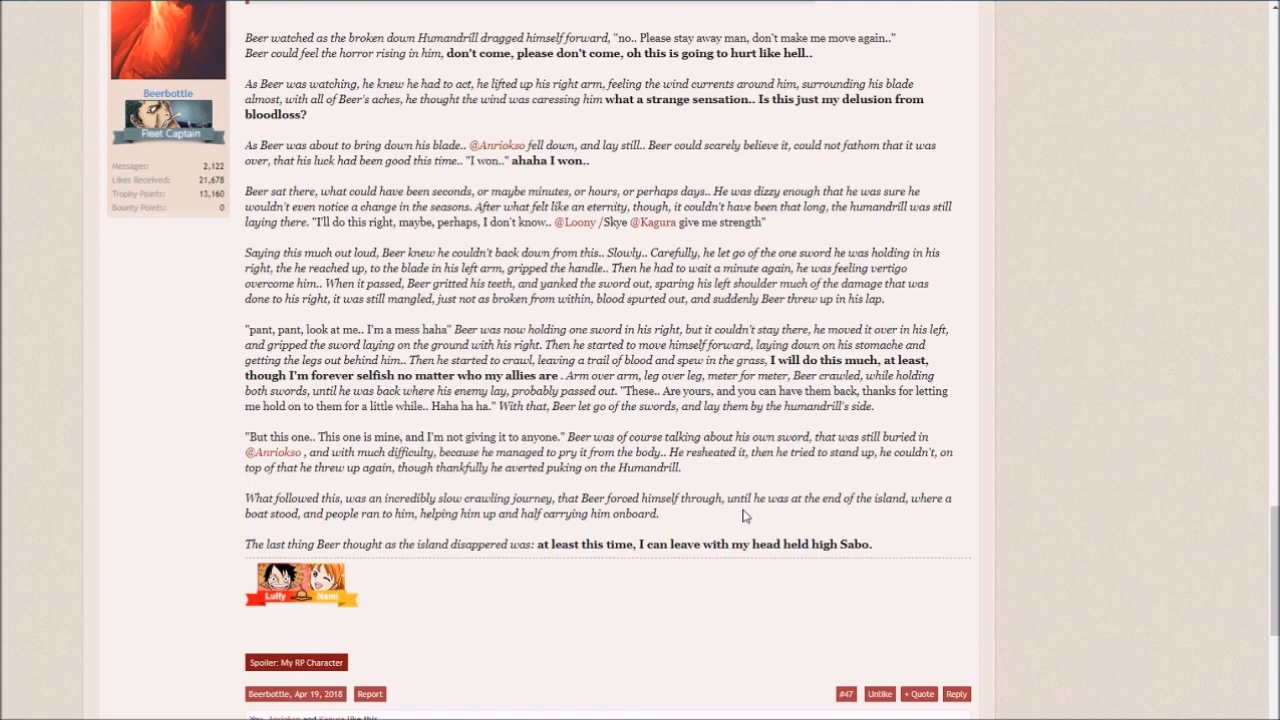 Beer watched as the broken down Humandrill dragged himself forward, "no.. Please stay away man, don't make me move again.."
Beer could feel the horror rising in him, don't come, please don't come, oh this is going to hurt like hell..
As Beer was watching, he knew he had to act, he lifted up his right arm, feeling the wind currents around him, surrounding his blade
almost, with all of Beer's aches, he thought the wind was caressing him what a strange sensation.. Is this just my delusion from
bloodloss?
As Beer was about to bring down his blade.. @Anriokso fell down, and lay still.. Beer could scarely believe it, could not fathom that it was
over, that his luck had been good this time.. "I won.." ahaha I won..
Beer sat there, what could have been seconds, or maybe minutes, or hours, or perhaps days.. He was dizzy enough that he was sure he
wouldn't even notice a change in the seasons. After what felt like an eternity, though, it couldn't have been that long, the humandrill was still
laying there. "I'll do this right, maybe, perhaps, I don't know.. @Loony /Skye @Kagura give me strength"
Saying this much out loud, Beer knew he couldn't back down from this.. Slowly.. Carefully, he let go of the one sword he was holding in his
right, the he reached up, to the blade in his left arm, gripped the handle.. Then he had to wait a minute again, he was feeling vertigo
overcome him.. When it passed, Beer gritted his teeth, and yanked the sword out, sparing his left shoulder much of the damage that was
done to his right, it was still mangled, just not as broken from within, blood spurted out, and suddenly Beer threw up in his lap.
"pant, pant, look at me.. I'm a mess haha" Beer was now holding one sword in his right, but it couldn't stay there, he moved it over in his left,
and gripped the sword laying on the ground with his right. Then he started to move himself forward, laying down on his stomache and
getting the legs out behind him.. Then he started to crawl, leaving a trail of blood and spew in the grass, I will do this much, at least,
though I'm forever selfish no matter who my allies are . Arm over arm, leg over leg, meter for meter, Beer crawled, while holding
both swords, until he was back where his enemy lay, probably passed out. "These.. Are yours, and you can have them back, thanks for letting
me hold on to them for a little while.. Haha ha ha." With that, Beer let go of the swords, and lay them by the humandrill's side.
"But this one.. This one is mine, and I'm not giving it to anyone." Beer was of course talking about his own sword, that was still buried in
@Anriokso , and with much difficulty, because he managed to pry it from the body.. He resheated it, then he tried to stand up, he couldn't, on
top of that he threw up again, though thankfully he averted puking on the Humandrill.
What followed this, was an incredibly slow crawling journey, that Beer forced himself through, until he was at the end of the island, where a
boat stood, and people ran to him, helping him up and half carrying him onboard.
The last thing Beer thought as the island disappeared was: at least this time, I can leave with my head held high Sabo.
Beerbottle
Fleet Captain
Messages: 2,122
Likes Received: 21,678
Trophy Points: 13,160
Bounty Points: 0
Luffy Nami
Spoiler: My RP Character
Beerbottle, Apr 19, 2018 Report #47 Unlike + Quote Reply
You, Anriokso and Kagura like this.